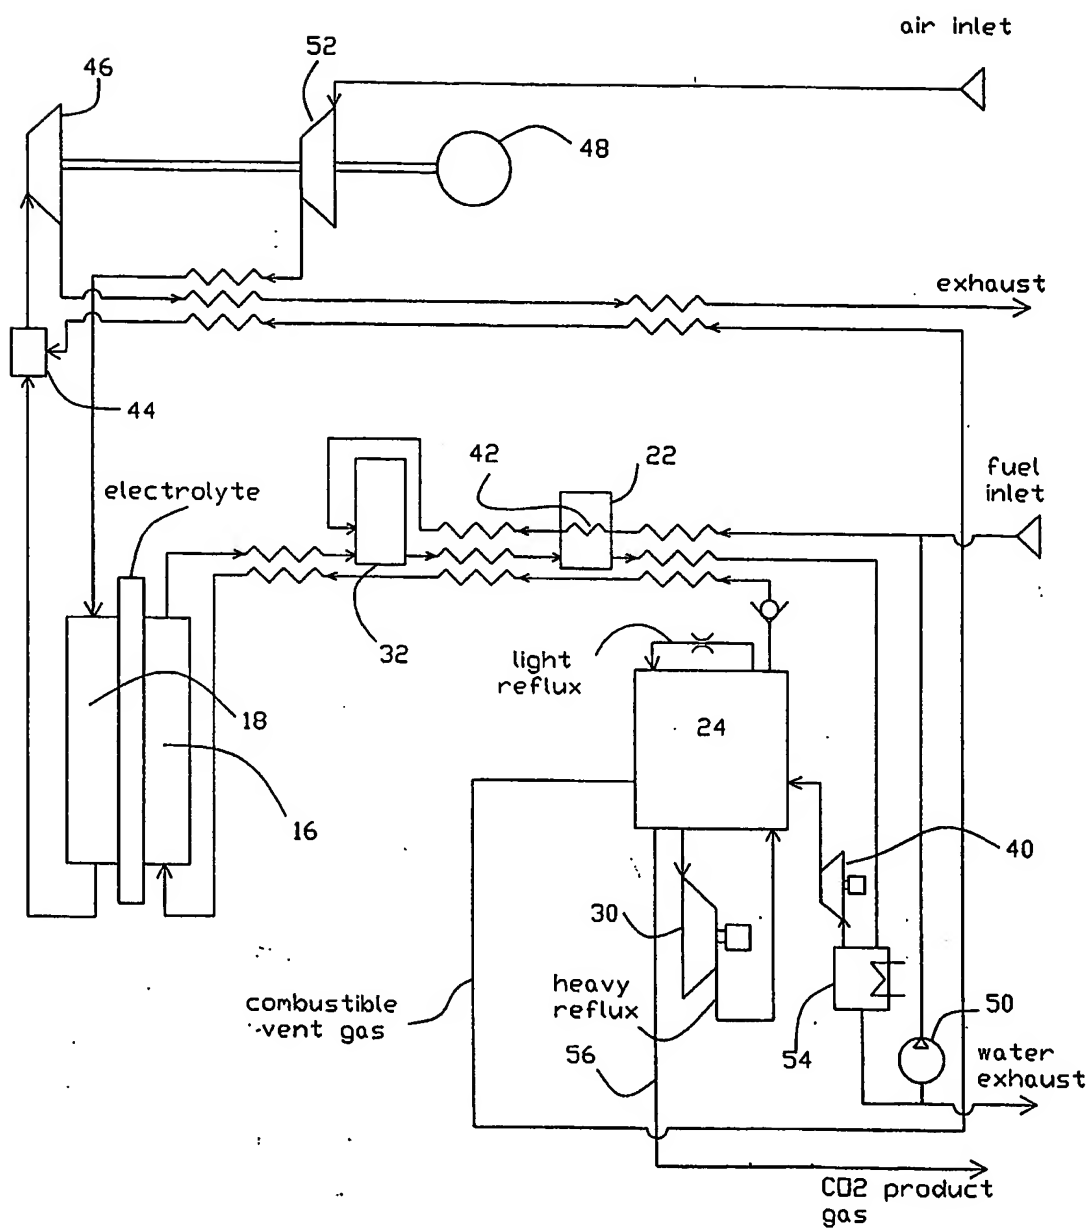 air inlet
52
46
48
exhaust
44
42
22
fuel
inlet
electrolyte
32
light
reflux
18
24
16
40
30
combustible
vent gas
heavy
reflux
50
54
56
water
exhaust
CO2 product
gas